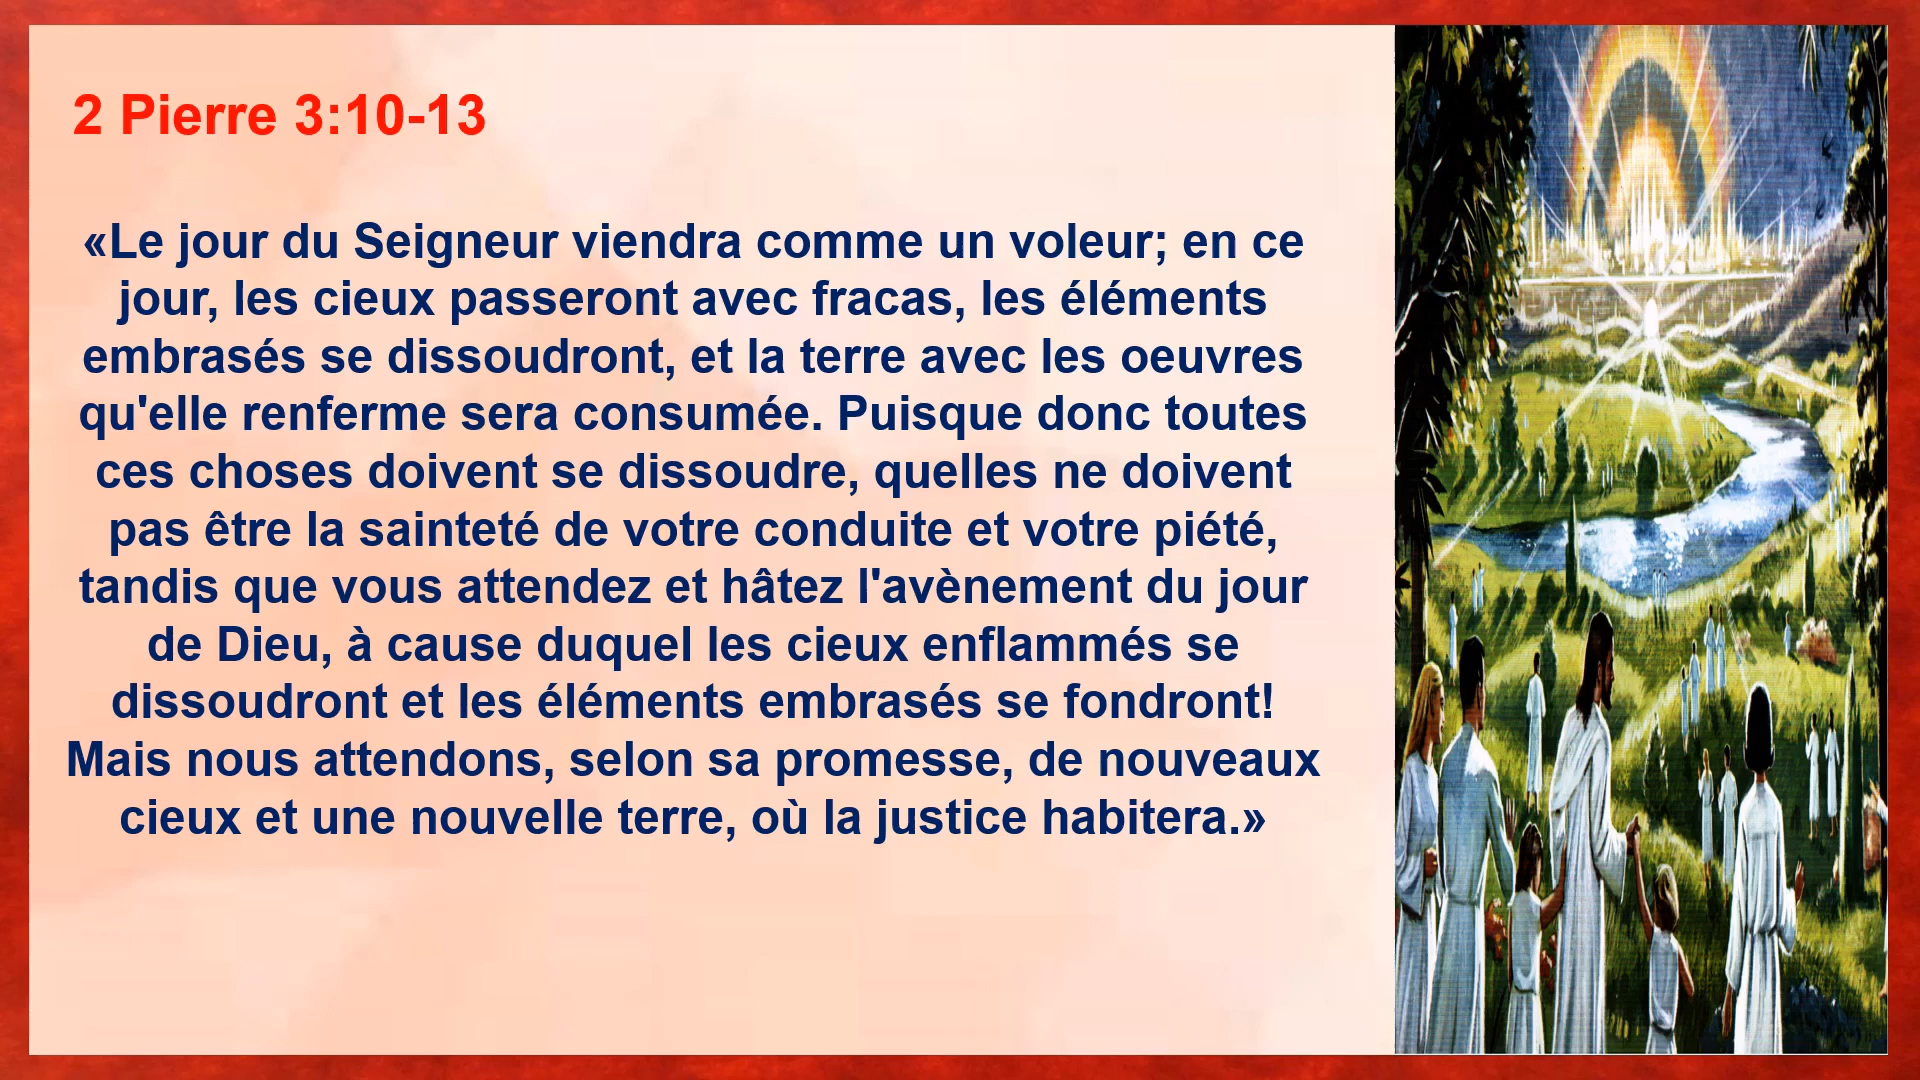 2 Pierre 3:10-13
«Le jour du Seigneur viendra comme un voleur; en ce
jour, les cieux passeront avec fracas, les éléments
embrasés se dissoudront, et la terre avec les oeuvres
qu'elle renferme sera consumée. Puisque donc toutes
ces choses doivent se dissoudre, quelles ne doivent
pas être la sainteté de votre conduite et votre piété,
tandis que vous attendez et hâtez l'avènement du jour
de Dieu, à cause duquel les cieux enflammés se
dissoudront et les éléments embrasés se fondront!
Mais nous attendons, selon sa promesse, de nouveaux
cieux et une nouvelle terre, où la justice habitera.»